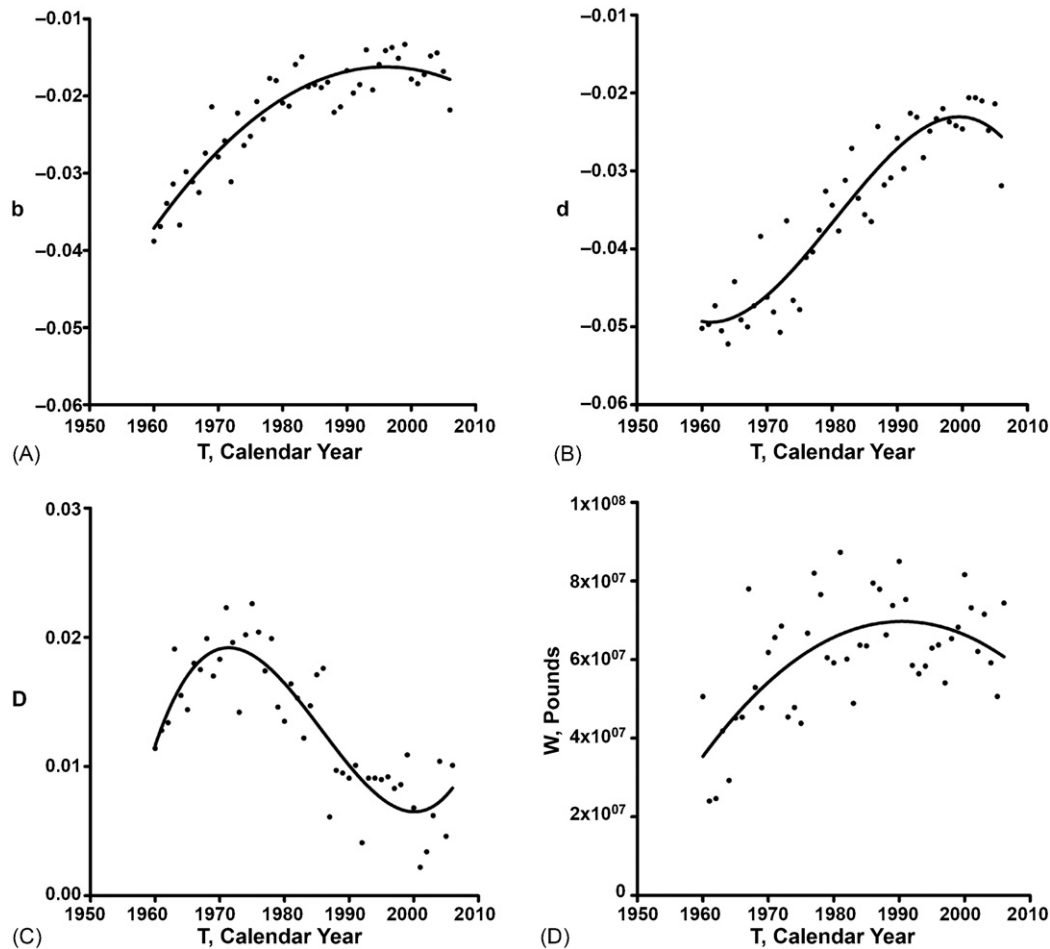 –0.01
–0.02
–0.03
b
–0.04
–0.05
–0.06
1950 1960 1970 1980 1990 2000 2010
T, Calendar Year
(A)
–0.01
–0.02
–0.03
d
–0.04
–0.05
–0.06
1950 1960 1970 1980 1990 2000 2010
T, Calendar Year
(B)
0.03
0.02
D
0.01
0.00
1950 1960 1970 1980 1990 2000 2010
T, Calendar Year
(C)
1x10⁰⁸
8x10⁰⁷
6x10⁰⁷
W, Pounds
4x10⁰⁷
2x10⁰⁷
0
1950 1960 1970 1980 1990 2000 2010
T, Calendar Year
(D)